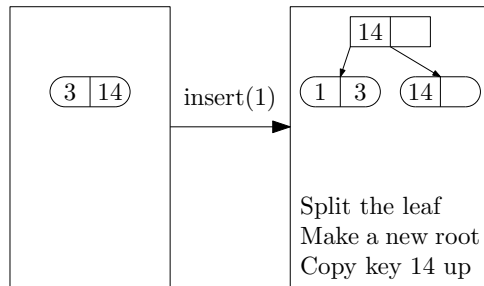 3 14
insert(1)
14
1 3
14
Split the leaf
Make a new root
Copy key 14 up